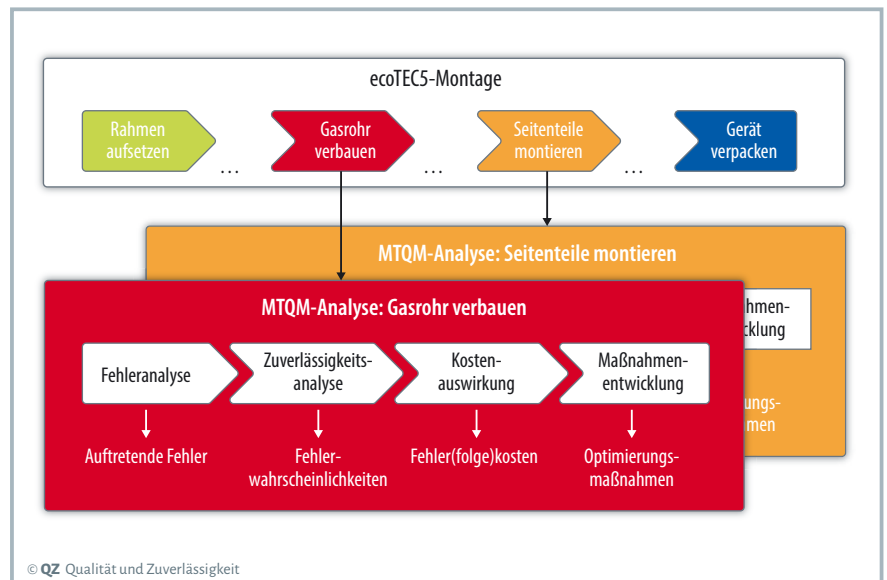 ecoTEC5-Montage
Rahmen
aufsetzen
...
Gasrohr
verbauen
...
Seitenteile
montieren
...
Gerät
verpacken
MTQM-Analyse: Seitenteile montieren
hmen-
cklung
ungs-
men
MTQM-Analyse: Gasrohr verbauen
Fehleranalyse
Zuverlässigkeits-
analyse
Kosten-
auswirkung
Maßnahmen-
entwicklung
Auftretende Fehler
Fehler-
wahrscheinlichkeiten
Fehler(folge)kosten
Optimierungs-
maßnahmen
© QZ Qualität und Zuverlässigkeit